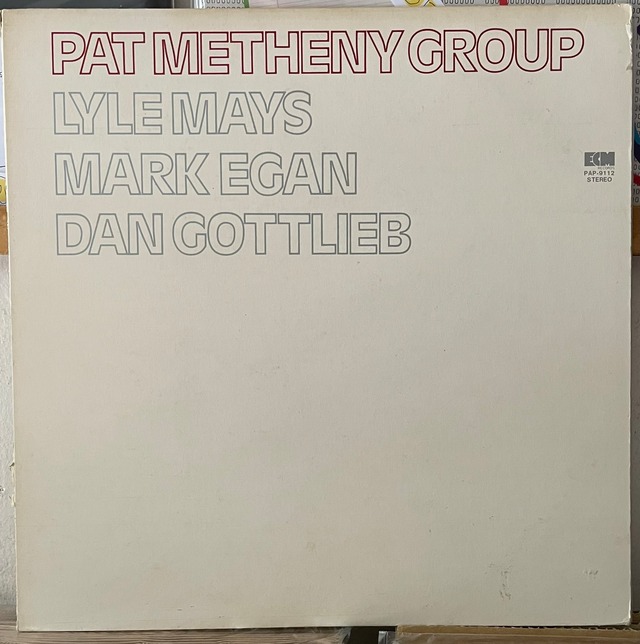 PAT METHENY GROUP
LYLE MAYS
MARK EGAN
DAN GOTTLIEB
ECM
PAP-9112
STEREO